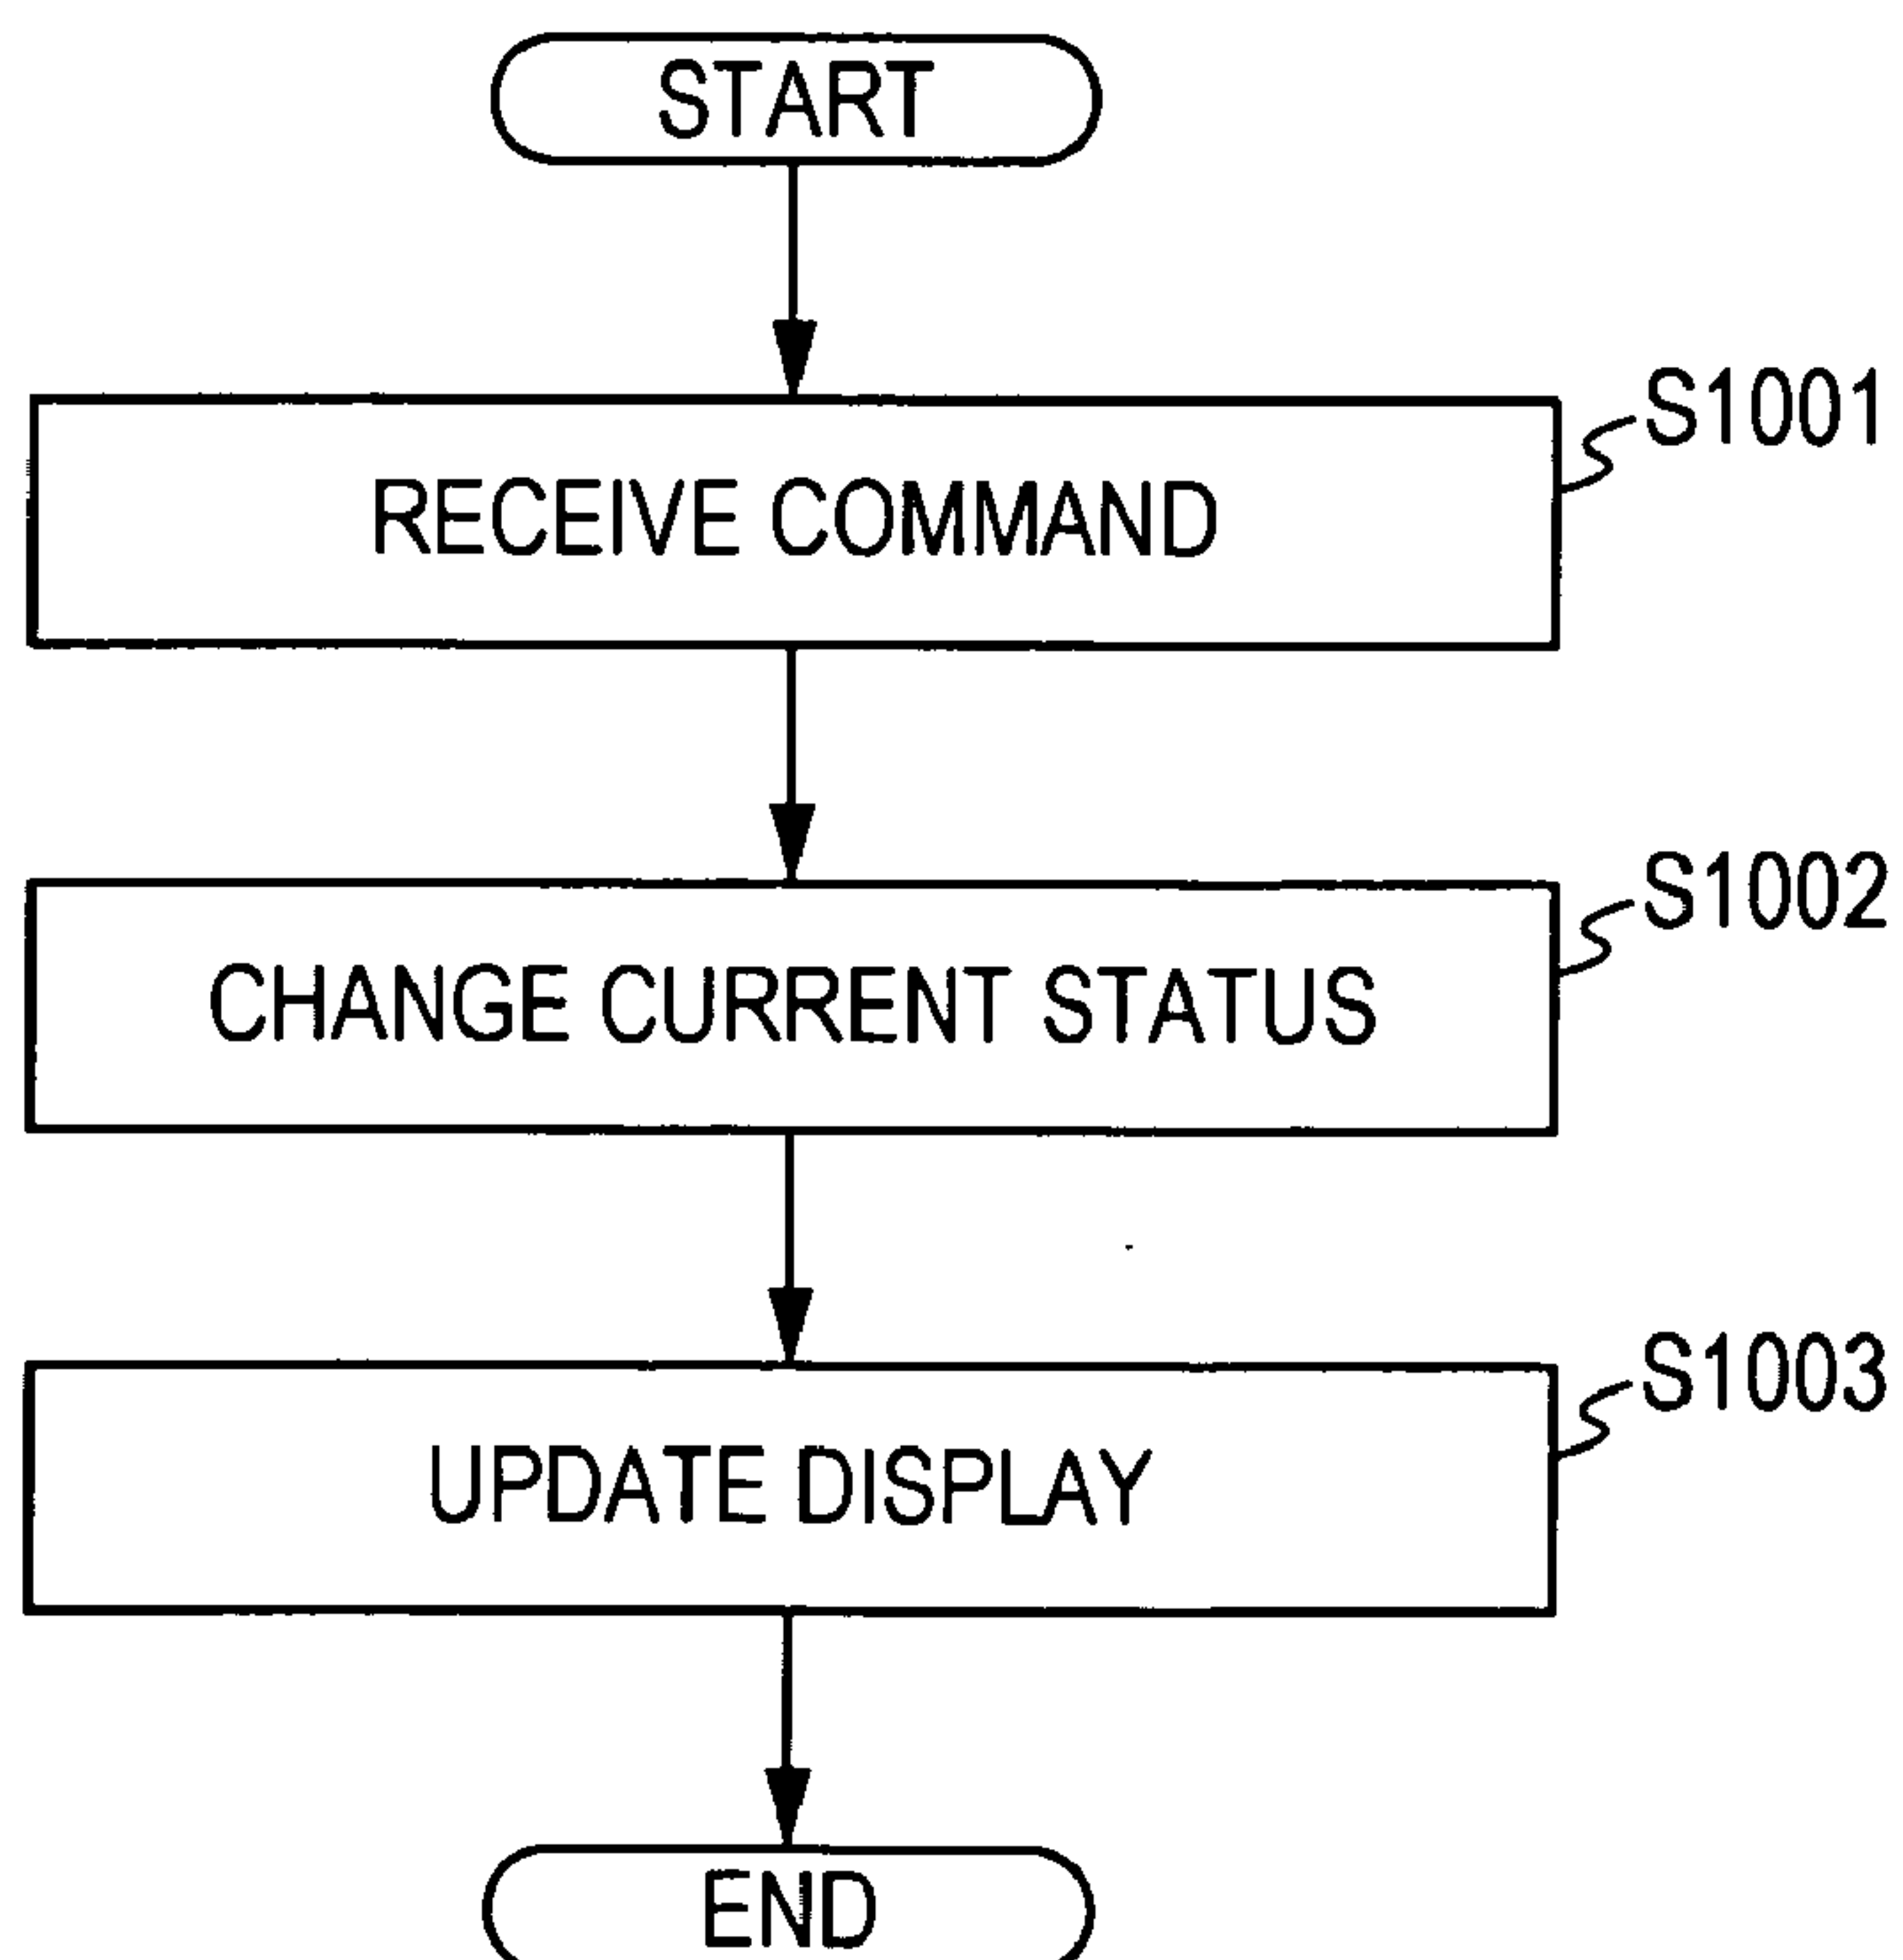 START
S1001
RECEIVE COMMAND
S1002
CHANGE CURRENT STATUS
S1003
UPDATE DISPLAY
END